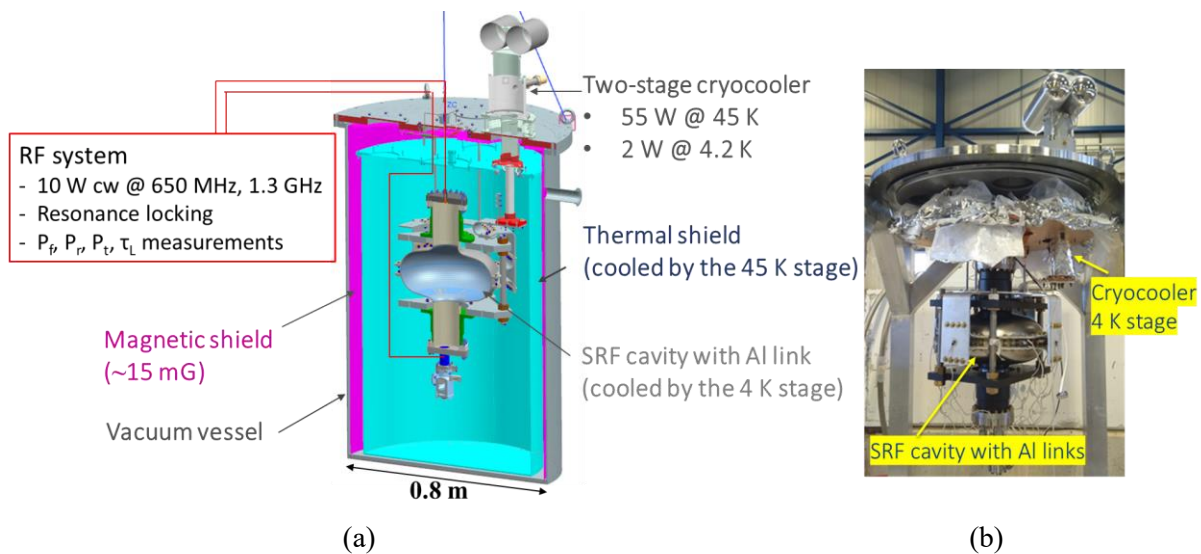 RF system
- 10 W cw @ 650 MHz, 1.3 GHz
- Resonance locking
- Pf, Pr, Pt, τL measurements
Magnetic shield
(~15 mG)
Vacuum vessel
ZC
0.8 m
Two-stage cryocooler
• 55 W @ 45 K
• 2 W @ 4.2 K
Thermal shield
(cooled by the 45 K stage)
SRF cavity with Al link
(cooled by the 4 K stage)
(a)
Cryocooler
4 K stage
SRF cavity with Al links
(b)